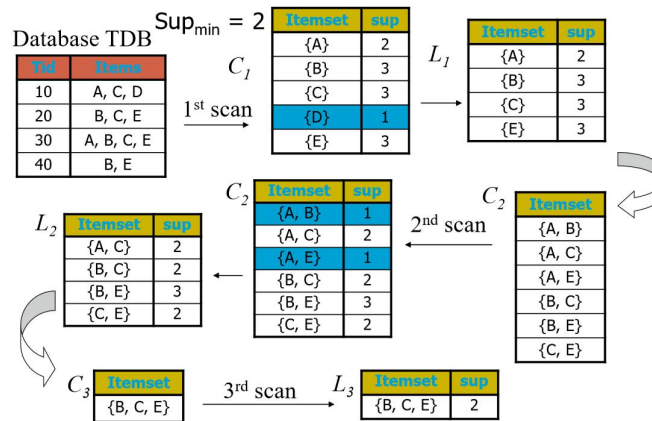 Database TDB
Tid Items
10 A, C, D
20 B, C, E
30 A, B, C, E
40 B, E
Sup_min = 2
1st scan
C1
Itemset sup
{A} 2
{B} 3
{C} 3
{D} 1
{E} 3
L1
Itemset sup
{A} 2
{B} 3
{C} 3
{E} 3
C2
Itemset
{A, B}
{A, C}
{A, E}
{B, C}
{B, E}
{C, E}
2nd scan
C2
Itemset sup
{A, B} 1
{A, C} 2
{A, E} 1
{B, C} 2
{B, E} 3
{C, E} 2
L2
Itemset sup
{A, C} 2
{B, C} 2
{B, E} 3
{C, E} 2
C3
Itemset
{B, C, E}
3rd scan
L3
Itemset sup
{B, C, E} 2